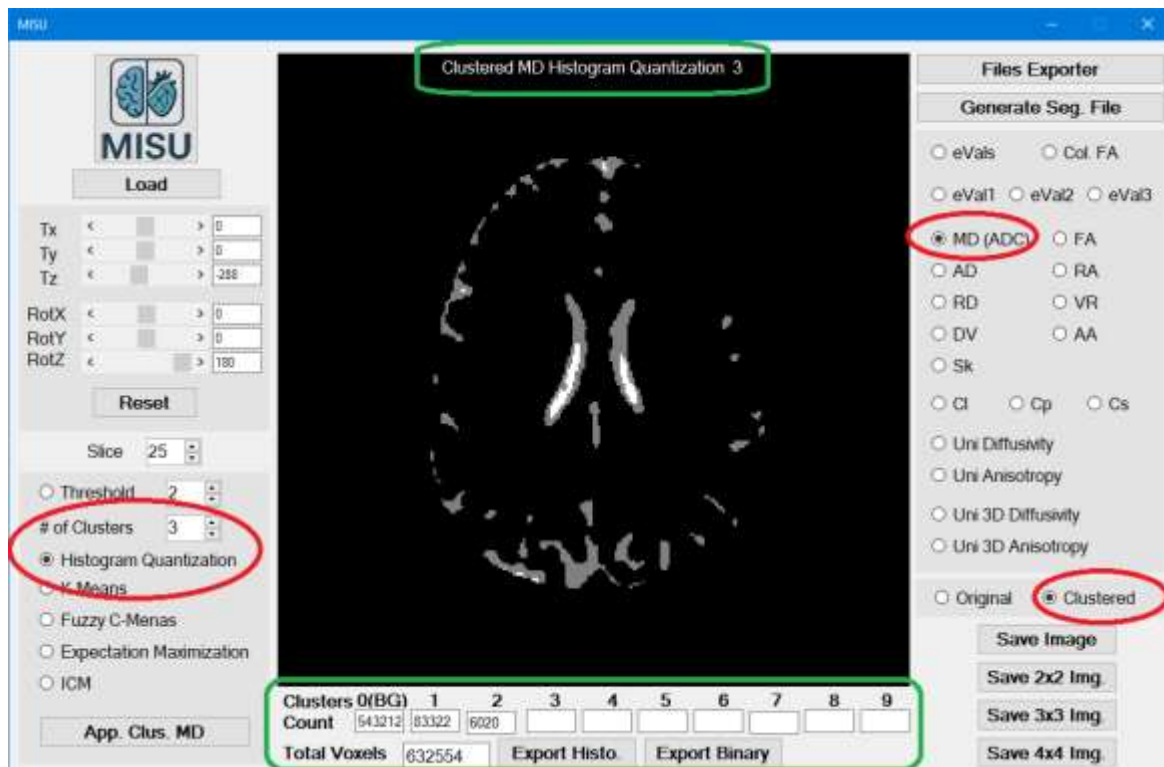 MISU
Clustered MD Histogram Quantization 3
MISU
Load
Tx < > 0
Ty < > 0
Tz < > -288
RotX < > 0
RotY < > 0
RotZ < > 180
Reset
Slice 25
Threshold 2
# of Clusters 3
Histogram Quantization
K-Means
Fuzzy C-Menas
Expectation Maximization
ICM
App. Clus. MD
Clusters 0(BG) 1 2 3 4 5 6 7 8 9
Count 543212 83322 6020
Total Voxels 632554 Export Histo. Export Binary
Files Exporter
Generate Seg. File
eVals Col. FA
eVal1 eVal2 eVal3
MD (ADC) FA
AD RA
RD VR
DV AA
Sk
Cl Cp Cs
Uni Diffusivity
Uni Anisotropy
Uni 3D Diffusivity
Uni 3D Anisotropy
Original Clustered
Save Image
Save 2x2 Img.
Save 3x3 Img.
Save 4x4 Img.